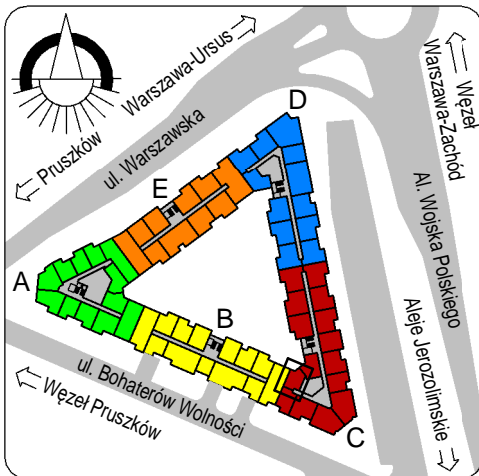 Warszawa-Ursus
Pruszków
ul. Warszawska
Węzeł
Warszawa-Zachód
D
E
A
B
C
Al. Wojska Polskiego
Aleje Jerozolimskie
ul. Bohaterów Wolności
Węzeł Pruszków